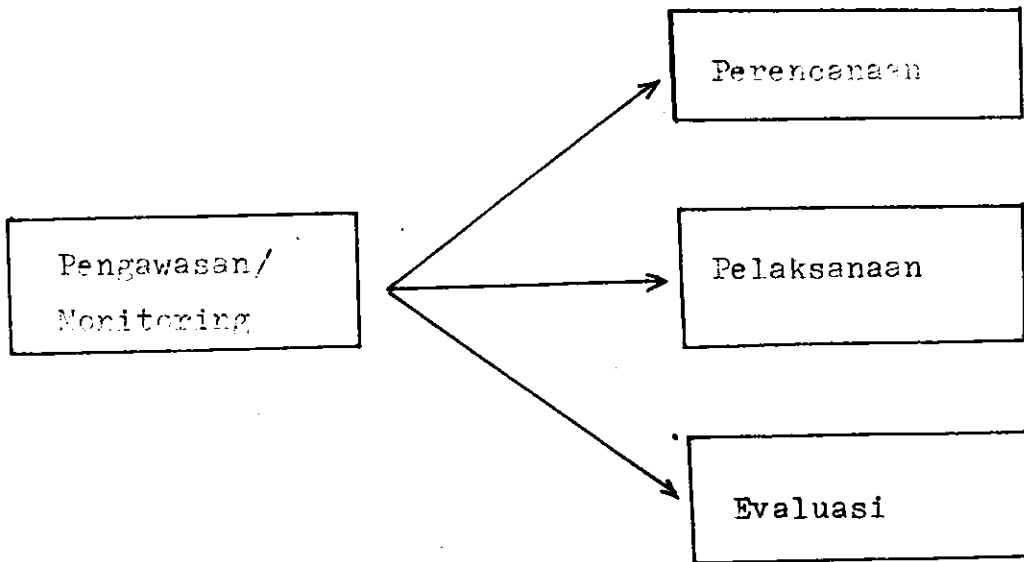 Perencanaan
Pengawasan/
Monitoring
Pelaksanaan
Evaluasi